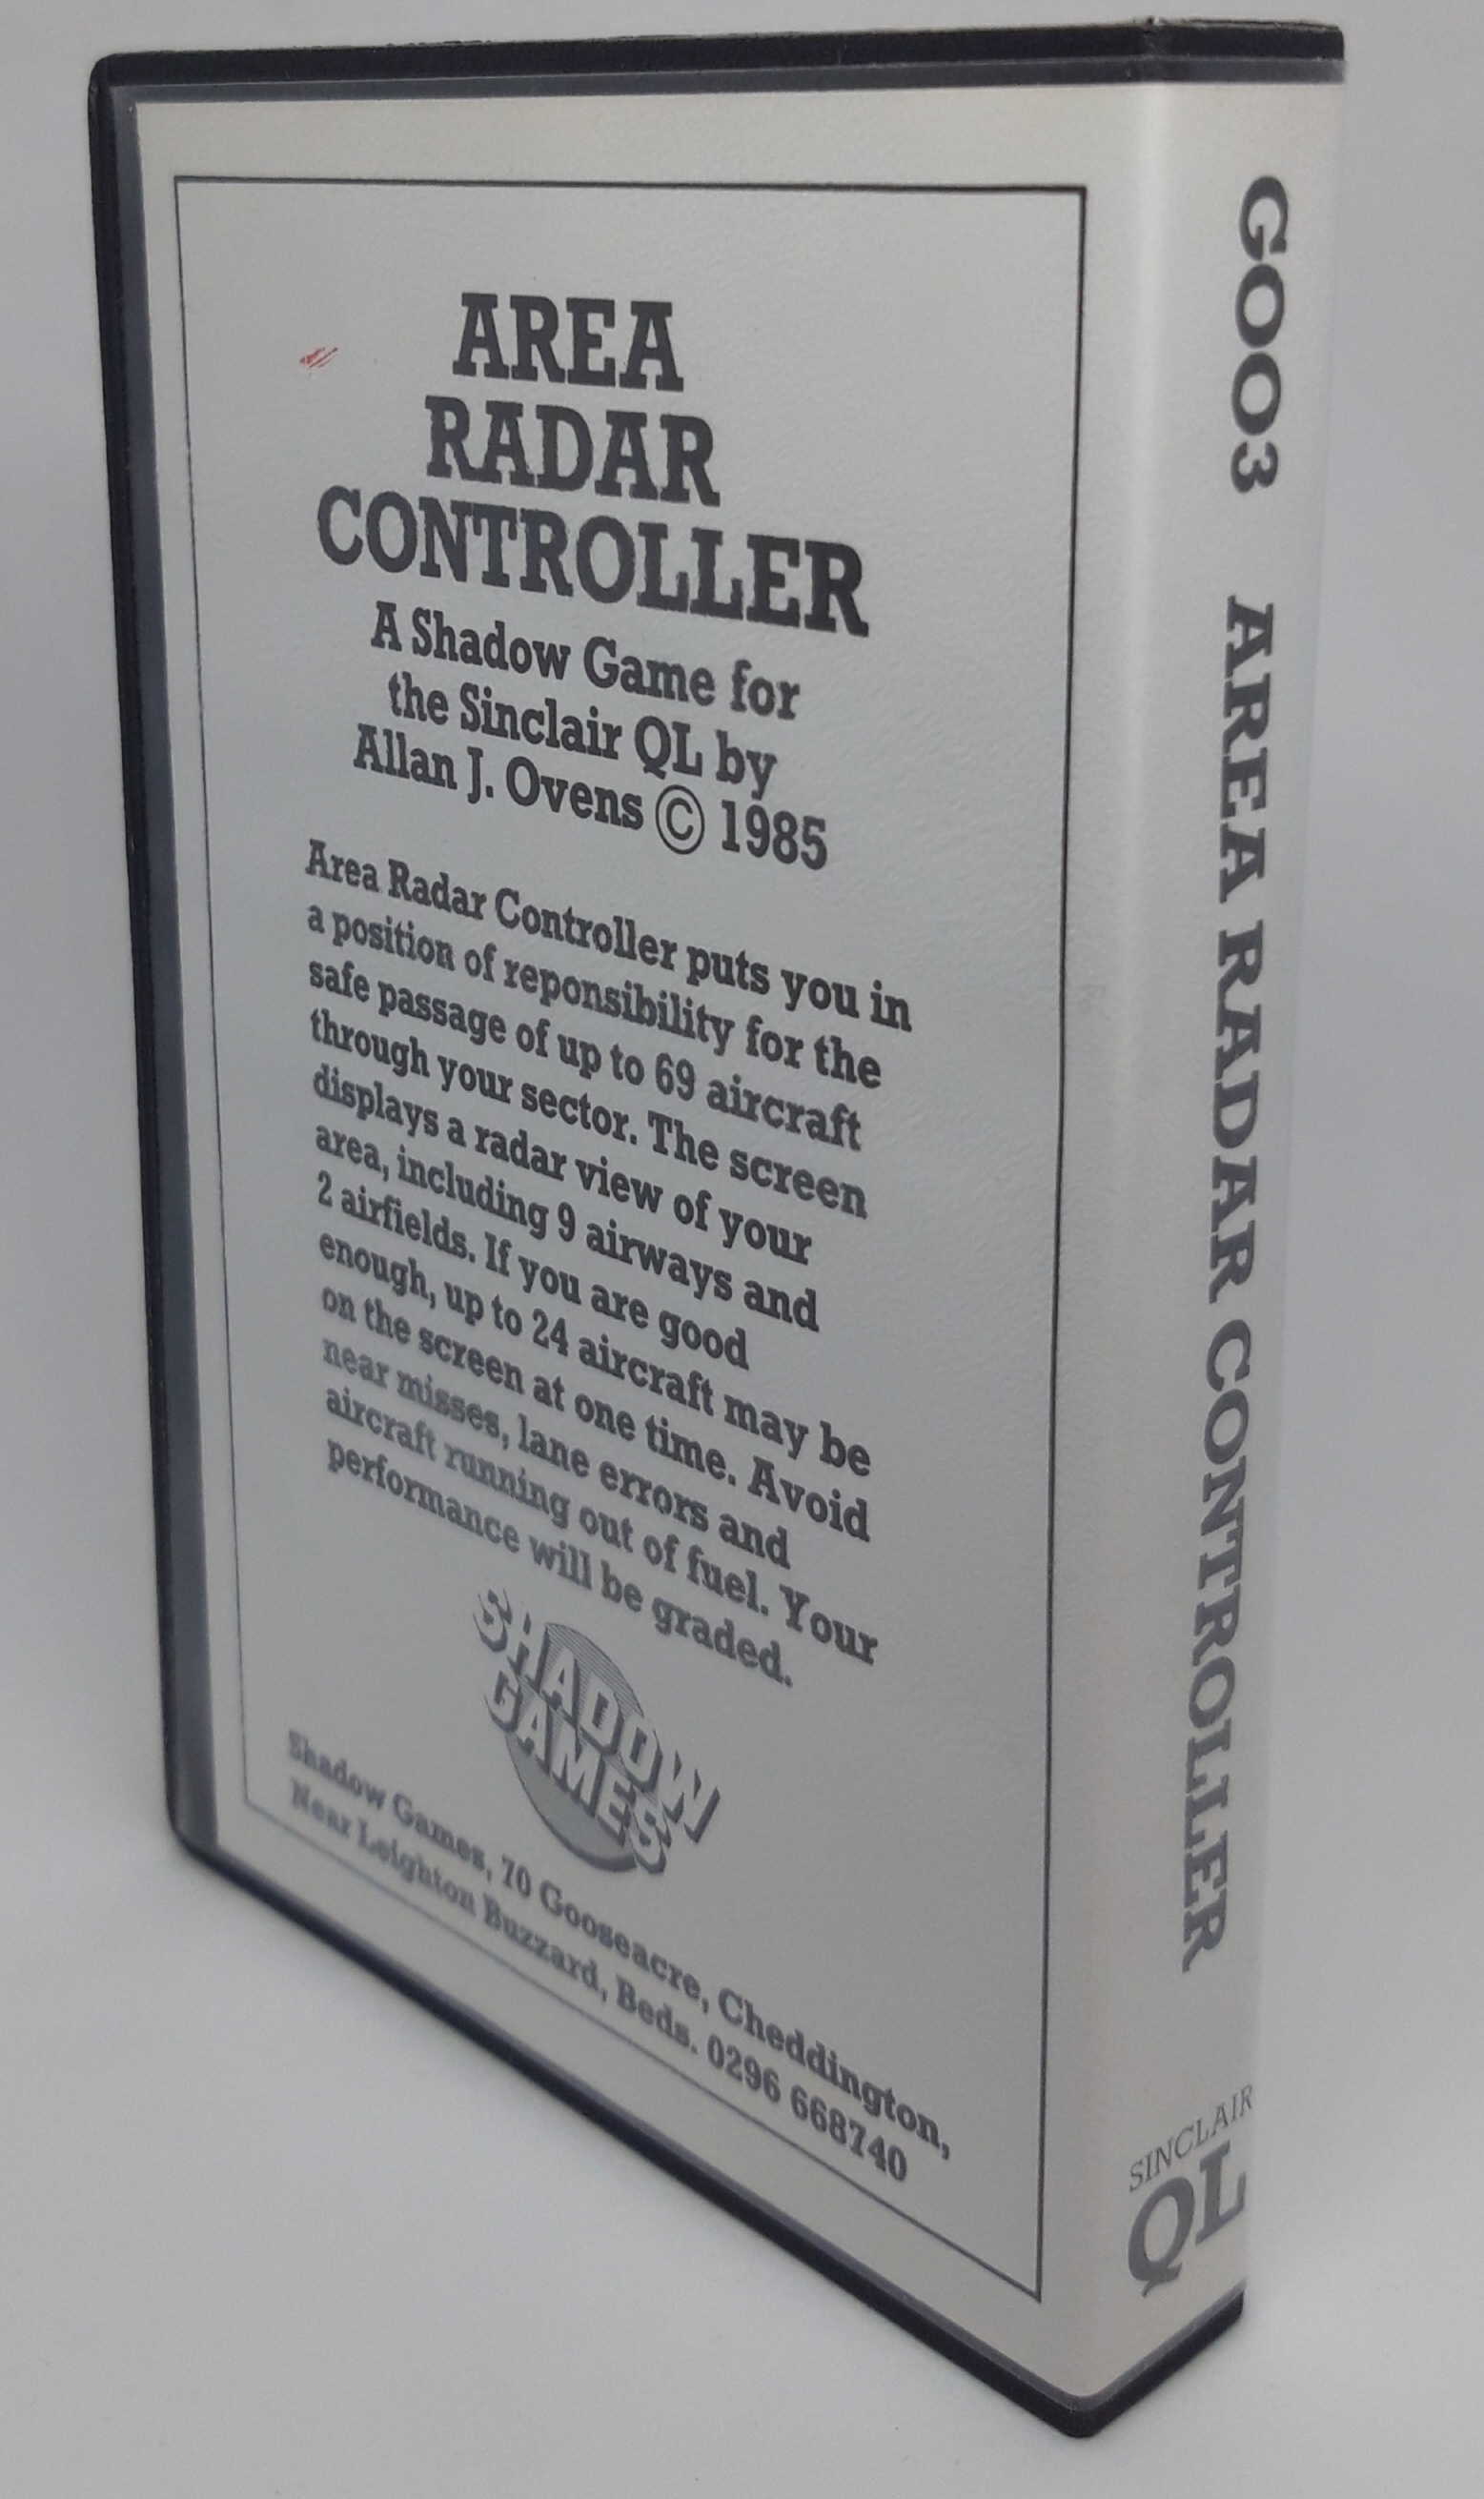 AREA
RADAR
CONTROLLER
A Shadow Game for
the Sinclair QL by
Allan J. Ovens © 1985
Area Radar Controller puts you in
a position of reponsibility for the
safe passage of up to 69 aircraft
through your sector. The screen
displays a radar view of your
area, including 9 airways and
2 airfields. If you are good
enough, up to 24 aircraft may be
on the screen at one time. Avoid
near misses, lane errors and
aircraft running out of fuel. Your
performance will be graded.
SHADOW
GAMES
Shadow Games, 70 Gooseacre, Cheddington,
Near Leighton Buzzard, Beds. 0296 668740
G003 AREA RADAR CONTROLLER
SINCLAIR
QL